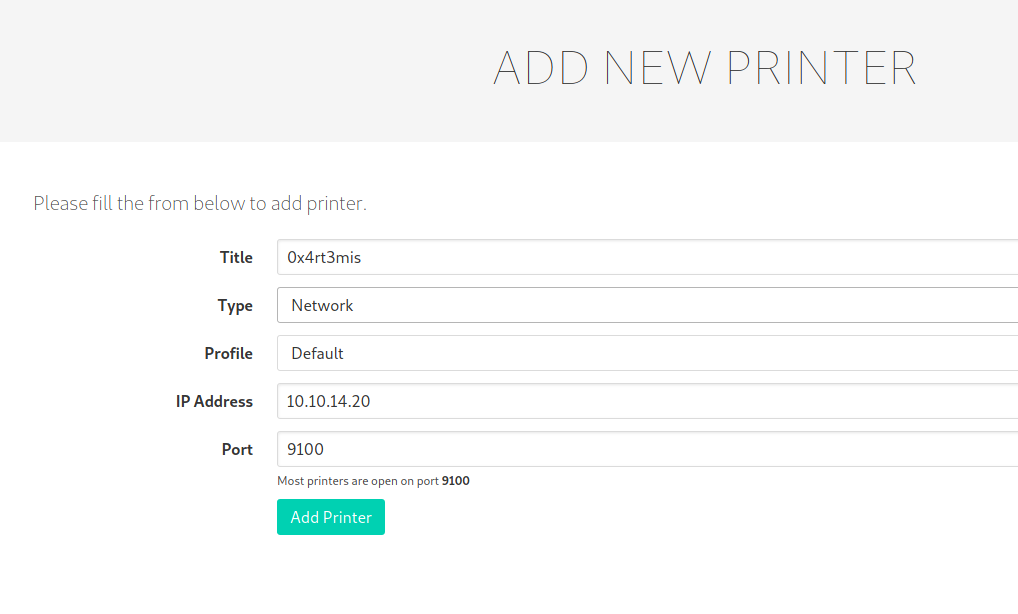 ADD NEW PRINTER
Please fill the from below to add printer.
Title
0x4rt3mis
Type
Network
Profile
Default
IP Address
10.10.14.20
Port
9100
Most printers are open on port 9100
Add Printer